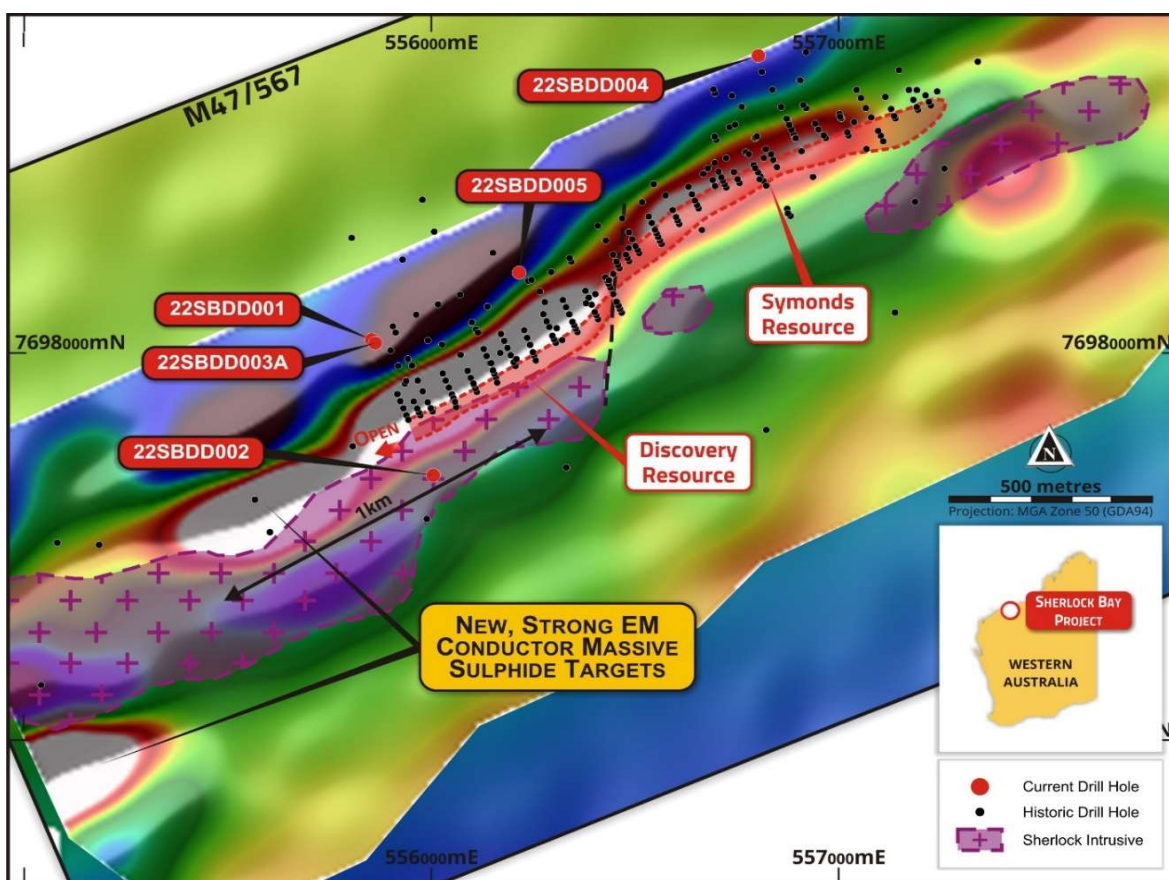 556000mE
557000mE
M47/567
22SBDD004
22SBDD005
22SBDD001
22SBDD003A
7698000mN
7698000mN
Symonds
Resource
OPEN
22SBDD002
Discovery
Resource
1km
N
500 metres
Projection: MGA Zone 50 (GDA94)
NEW, STRONG EM
CONDUCTOR MASSIVE
SULPHIDE TARGETS
SHERLOCK BAY
PROJECT
WESTERN
AUSTRALIA
N
Current Drill Hole
Historic Drill Hole
Sherlock Intrusive
556000mE
557000mE